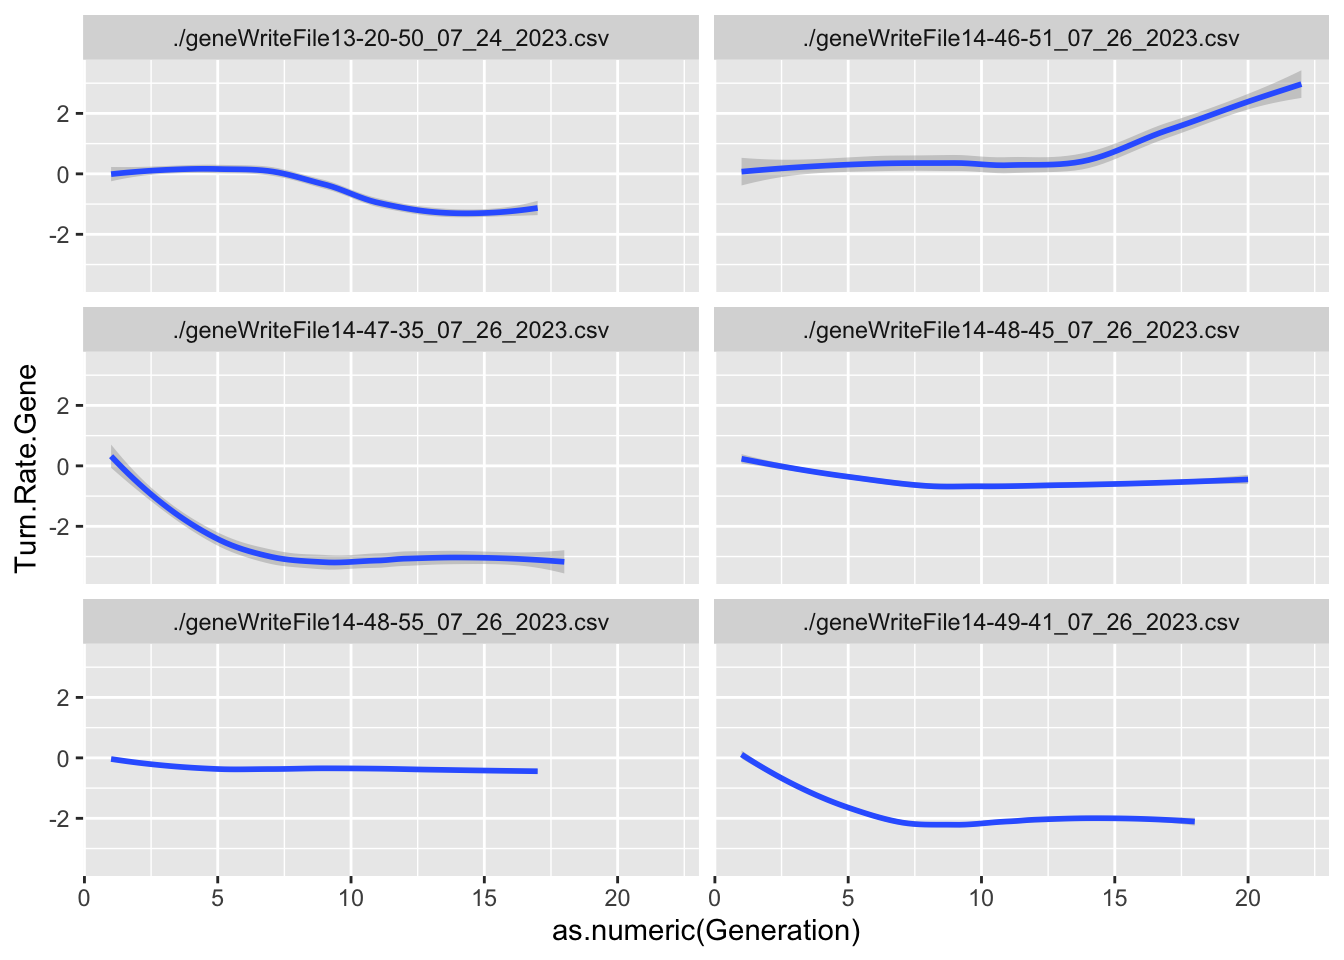 ./geneWriteFile13-20-50_07_24_2023.csv
./geneWriteFile14-46-51_07_26_2023.csv
2
0
-2
./geneWriteFile14-47-35_07_26_2023.csv
./geneWriteFile14-48-45_07_26_2023.csv
2
0
-2
Turn.Rate.Gene
./geneWriteFile14-48-55_07_26_2023.csv
./geneWriteFile14-49-41_07_26_2023.csv
2
0
-2
0 5 10 15 20
0 5 10 15 20
as.numeric(Generation)